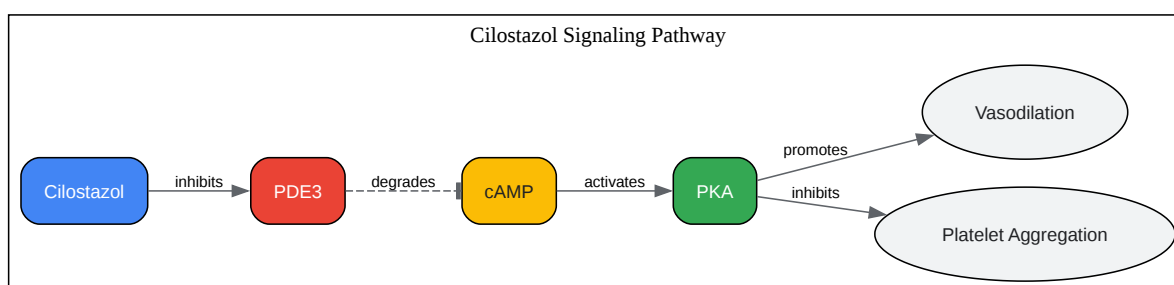 Cilostazol Signaling Pathway
Vasodilation
promotes
Cilostazol
inhibits
PDE3
degrades
cAMP
activates
PKA
inhibits
Platelet Aggregation